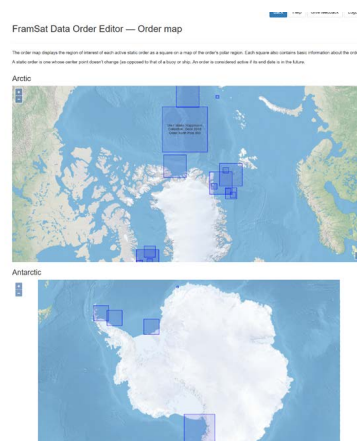 FramSat Data Order Editor — Order map
The order map displays the region of interest of each active static order as a square on a map of the order's polar region. Each square also contains basic information about the
A static order is one whose center point doesn't change (as opposed to that of a buoy or ship. An order is considered active if its end date is in the future.
Arctic
+
−
Antarctic
+
−